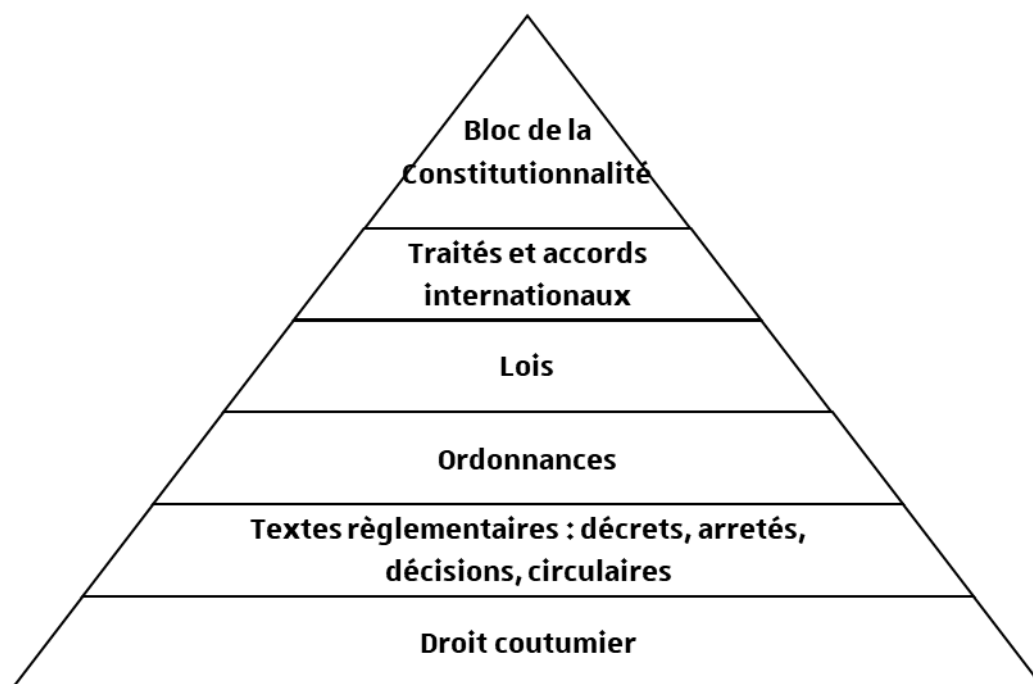 Bloc de la
Constitutionnalité
Traités et accords
internationaux
Lois
Ordonnances
Textes règlementaires : décrets, arretés,
décisions, circulaires
Droit coutumier